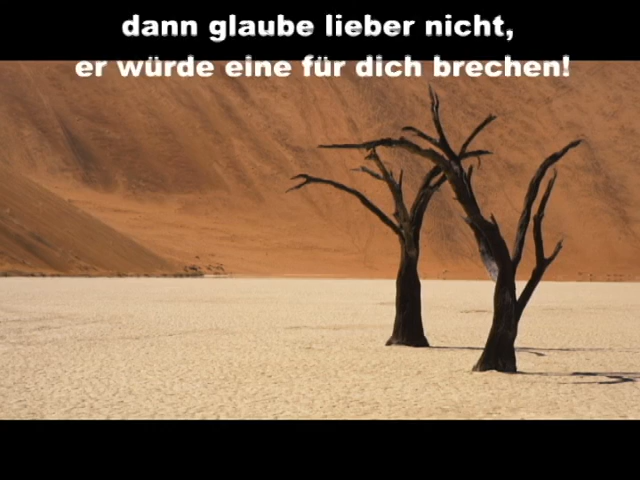 dann glaube lieber nicht,
er würde eine für dich brechen!